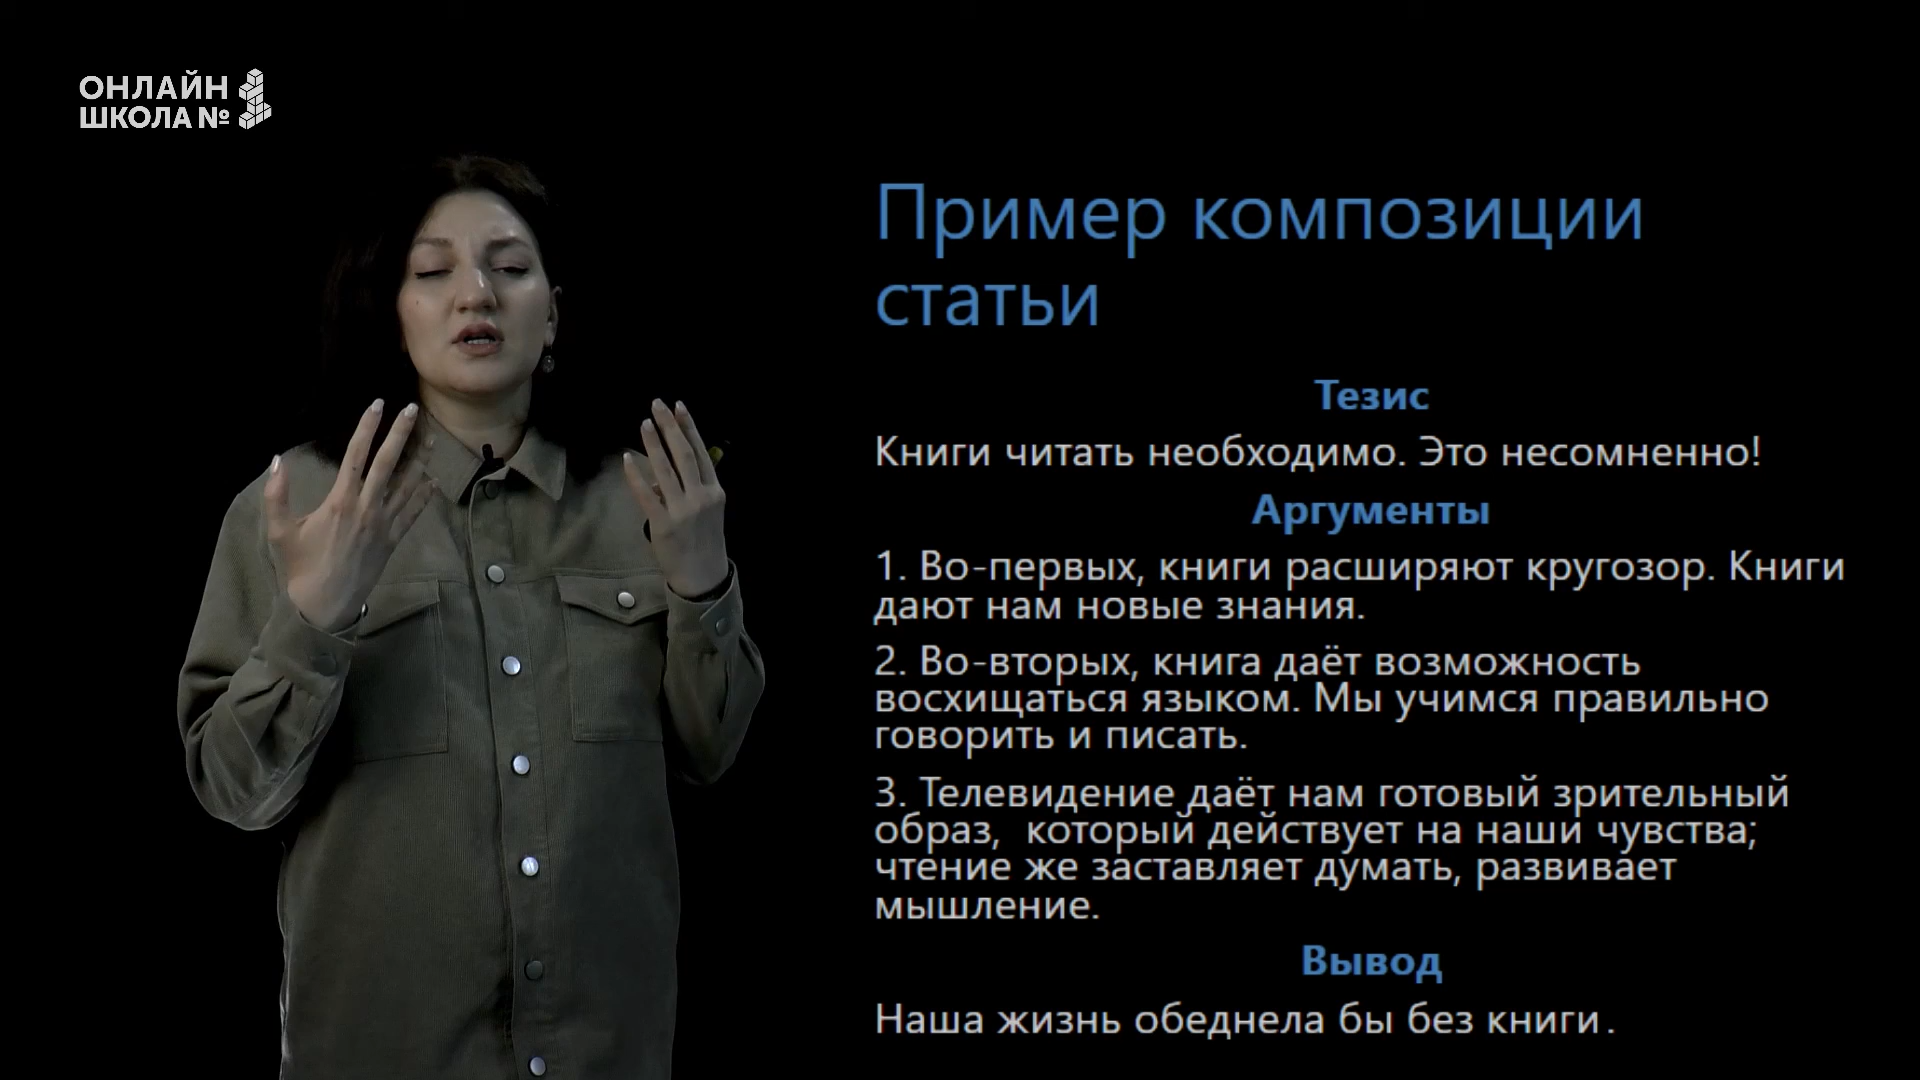 ОНЛАЙН
ШКОЛА №1
Пример композиции
статьи
Тезис
Книги читать необходимо. Это несомненно!
Аргументы
1. Во-первых, книги расширяют кругозор. Книги
дают нам новые знания.
2. Во-вторых, книга даёт возможность
восхищаться языком. Мы учимся правильно
говорить и писать.
3. Телевидение даёт нам готовый зрительный
образ,  который действует на наши чувства;
чтение же заставляет думать, развивает
мышление.
Вывод
Наша жизнь обеднела бы без книги.